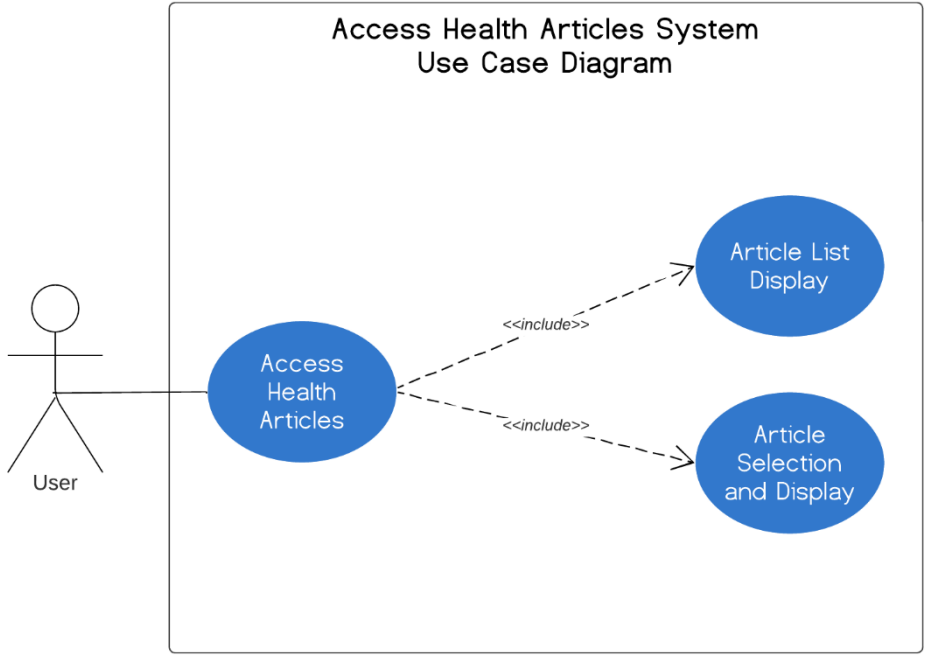 Access Health Articles System
Use Case Diagram
Article List
Display
<<include>>
Access
Health
Articles
<<include>>
Article
Selection
and Display
User